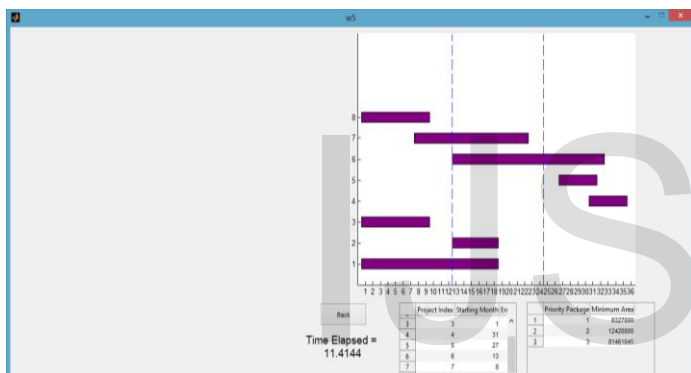 w5
8
7
6
5
4
3
2
1
1 2 3 4 5 6 7 8 9 10 11 12 13 14 15 16 17 18 19 20 21 22 23 24 25 26 27 28 29 30 31 32 33 34 35 36
Back
Time Elapsed =
11.4144
Project Index Starting Month En
3 3 1
4 4 31
5 5 27
6 6 13
7 7 8
Priority Package Minimum Area
1 1 6327000
2 2 12420000
3 3 81461845
IJS